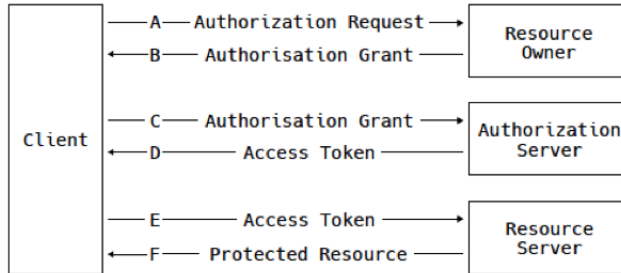 A Authorization Request
B Authorisation Grant
Resource
Owner
C Authorisation Grant
D Access Token
Client
Authorization
Server
E Access Token
F Protected Resource
Resource
Server